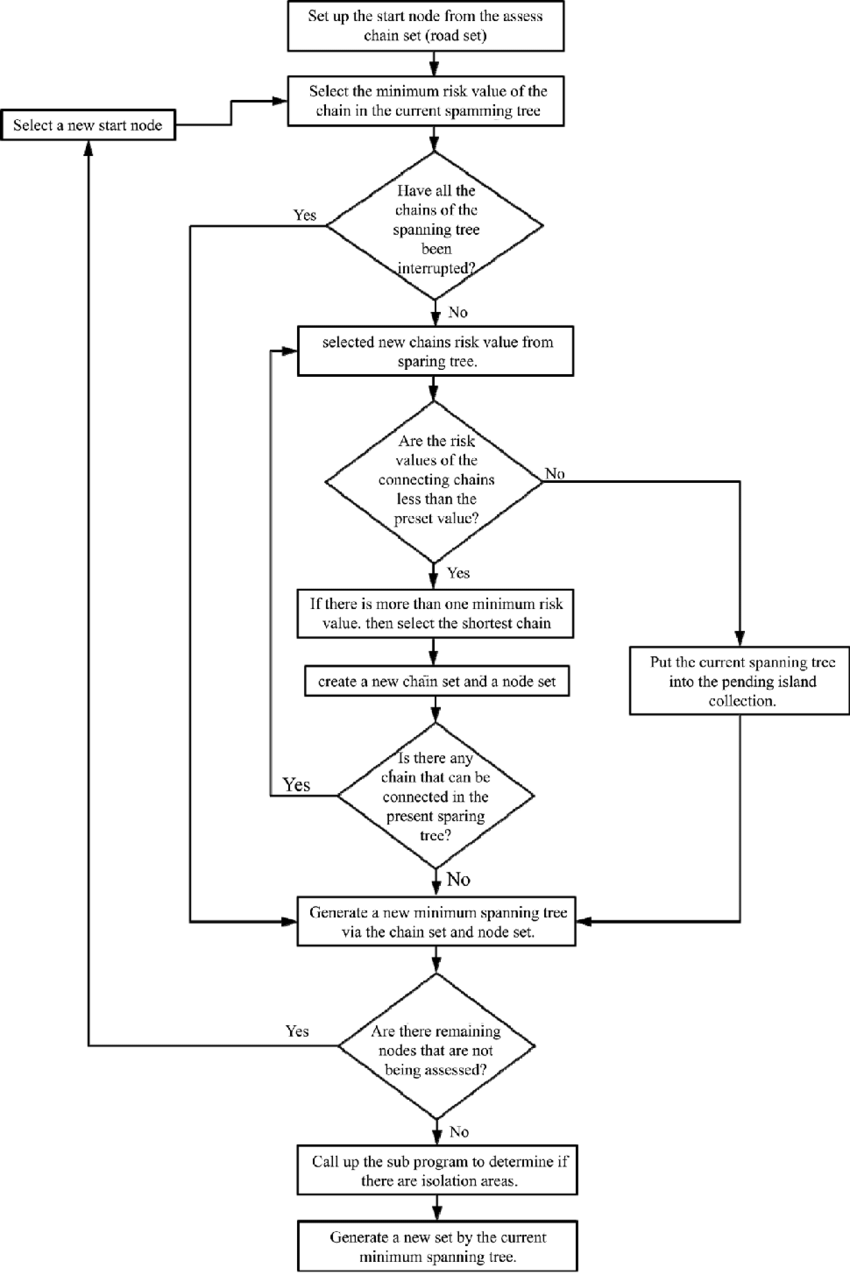 Set up the start node from the assess
chain set (road set)
Select the minimum risk value of the
chain in the current spamming tree
Select a new start node
Have all the
chains of the
spanning tree
been
interrupted?
Yes
No
selected new chains risk value from
sparing tree.
Are the risk
values of the
connecting chains
less than the
preset value?
No
Yes
If there is more than one minimum risk
value. then select the shortest chain
Put the current spanning tree
into the pending island
collection.
create a new chain set and a node set
Is there any
chain that can be
connected in the
present sparing
tree?
Yes
No
Generate a new minimum spanning tree
via the chain set and node set.
Are there remaining
nodes that are not
being assessed?
Yes
No
Call up the sub program to determine if
there are isolation areas.
Generate a new set by the current
minimum spanning tree.